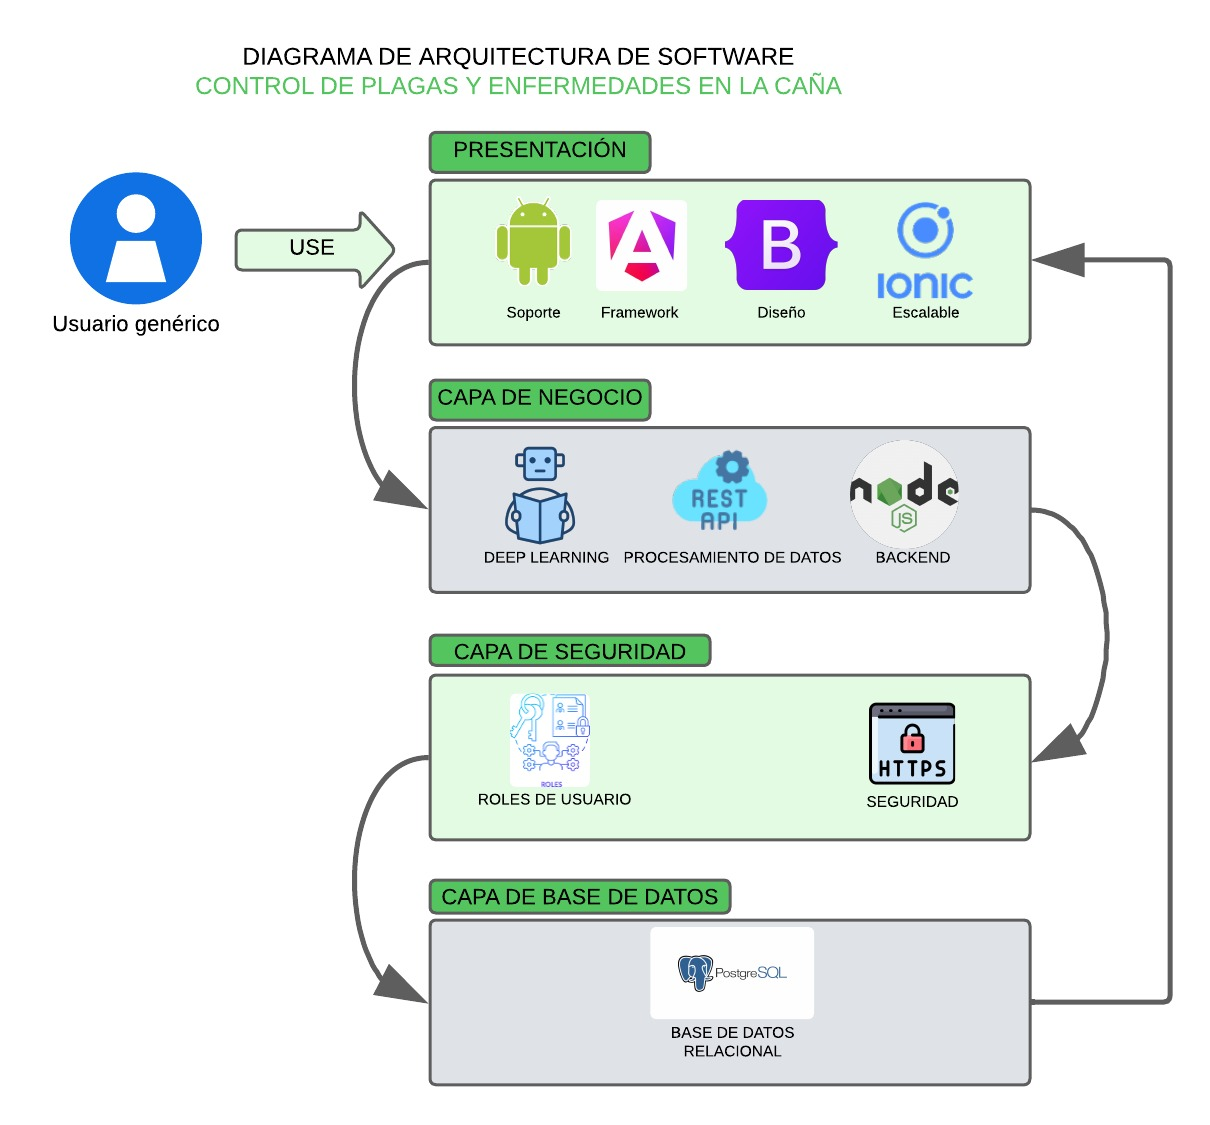 DIAGRAMA DE ARQUITECTURA DE SOFTWARE
CONTROL DE PLAGAS Y ENFERMEDADES EN LA CAÑA
PRESENTACIÓN
USE
Usuario genérico
B
IONIC
Soporte
Framework
Diseño
Escalable
CAPA DE NEGOCIO
REST
API
node
JS
DEEP LEARNING
PROCESAMIENTO DE DATOS
BACKEND
CAPA DE SEGURIDAD
ROLES
HTTPS
ROLES DE USUARIO
SEGURIDAD
CAPA DE BASE DE DATOS
PostgreSQL
BASE DE DATOS
RELACIONAL